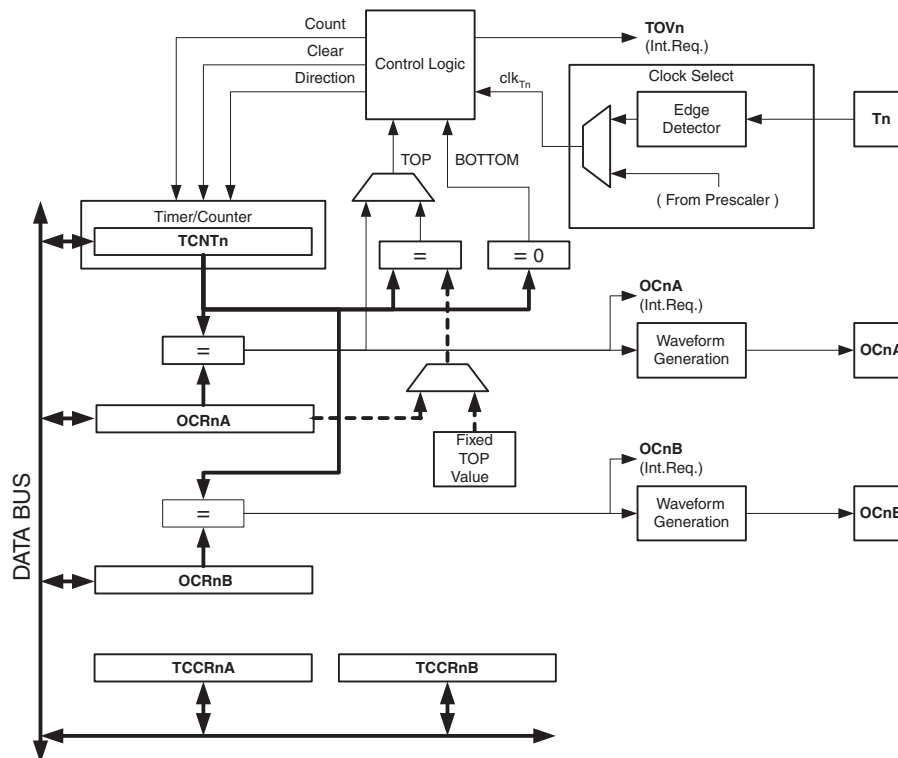 Count
Clear
Direction
Control Logic
TOVn
(Int.Req.)
clkTn
Clock Select
Edge
Detector
Tn
( From Prescaler )
TOP
BOTTOM
Timer/Counter
TCNTn
=
= 0
OCnA
(Int.Req.)
=
Waveform
Generation
OCnA
OCRnA
Fixed
TOP
Value
OCnB
(Int.Req.)
=
Waveform
Generation
OCnB
OCRnB
DATA BUS
TCCRnA
TCCRnB